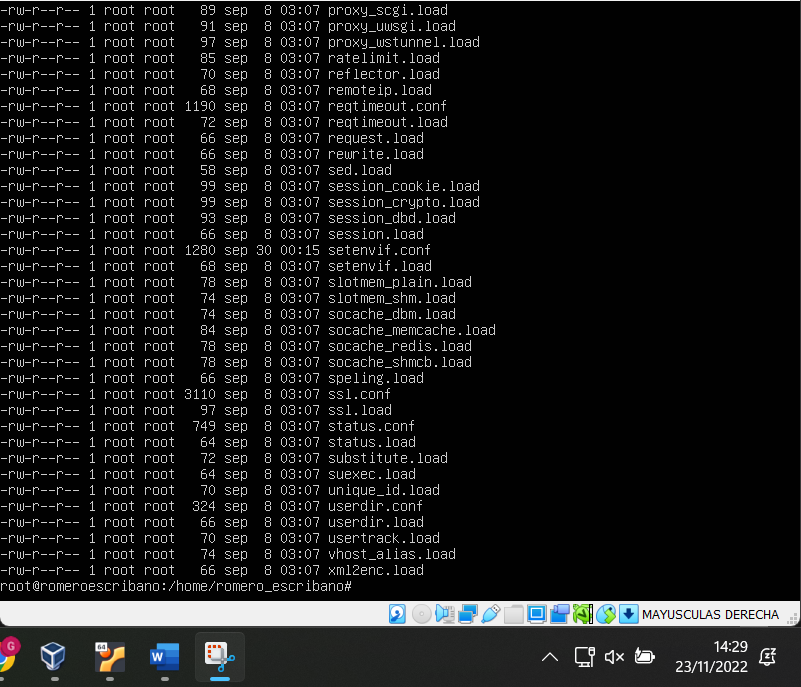 -rw-r--r-- 1 root root   89 sep  8 03:07 proxy_scgi.load
-rw-r--r-- 1 root root   91 sep  8 03:07 proxy_uwsgi.load
-rw-r--r-- 1 root root   97 sep  8 03:07 proxy_wstunnel.load
-rw-r--r-- 1 root root   85 sep  8 03:07 ratelimit.load
-rw-r--r-- 1 root root   70 sep  8 03:07 reflector.load
-rw-r--r-- 1 root root   68 sep  8 03:07 remoteip.load
-rw-r--r-- 1 root root 1190 sep  8 03:07 reqtimeout.conf
-rw-r--r-- 1 root root   72 sep  8 03:07 reqtimeout.load
-rw-r--r-- 1 root root   66 sep  8 03:07 request.load
-rw-r--r-- 1 root root   66 sep  8 03:07 rewrite.load
-rw-r--r-- 1 root root   58 sep  8 03:07 sed.load
-rw-r--r-- 1 root root   99 sep  8 03:07 session_cookie.load
-rw-r--r-- 1 root root   99 sep  8 03:07 session_crypto.load
-rw-r--r-- 1 root root   93 sep  8 03:07 session_dbd.load
-rw-r--r-- 1 root root   66 sep  8 03:07 session.load
-rw-r--r-- 1 root root 1280 sep 30 00:15 setenvif.conf
-rw-r--r-- 1 root root   68 sep  8 03:07 setenvif.load
-rw-r--r-- 1 root root   78 sep  8 03:07 slotmem_plain.load
-rw-r--r-- 1 root root   74 sep  8 03:07 slotmem_shm.load
-rw-r--r-- 1 root root   74 sep  8 03:07 socache_dbm.load
-rw-r--r-- 1 root root   84 sep  8 03:07 socache_memcache.load
-rw-r--r-- 1 root root   78 sep  8 03:07 socache_redis.load
-rw-r--r-- 1 root root   78 sep  8 03:07 socache_shmcb.load
-rw-r--r-- 1 root root   66 sep  8 03:07 speling.load
-rw-r--r-- 1 root root 3110 sep  8 03:07 ssl.conf
-rw-r--r-- 1 root root   97 sep  8 03:07 ssl.load
-rw-r--r-- 1 root root  749 sep  8 03:07 status.conf
-rw-r--r-- 1 root root   64 sep  8 03:07 status.load
-rw-r--r-- 1 root root   72 sep  8 03:07 substitute.load
-rw-r--r-- 1 root root   64 sep  8 03:07 suexec.load
-rw-r--r-- 1 root root   70 sep  8 03:07 unique_id.load
-rw-r--r-- 1 root root  324 sep  8 03:07 userdir.conf
-rw-r--r-- 1 root root   66 sep  8 03:07 userdir.load
-rw-r--r-- 1 root root   70 sep  8 03:07 usertrack.load
-rw-r--r-- 1 root root   74 sep  8 03:07 vhost_alias.load
-rw-r--r-- 1 root root   66 sep  8 03:07 xml2enc.load
root@romeroescribano:/home/romero_escribano#
MAYUSCULAS DERECHA
G
64
W
14:29
23/11/2022